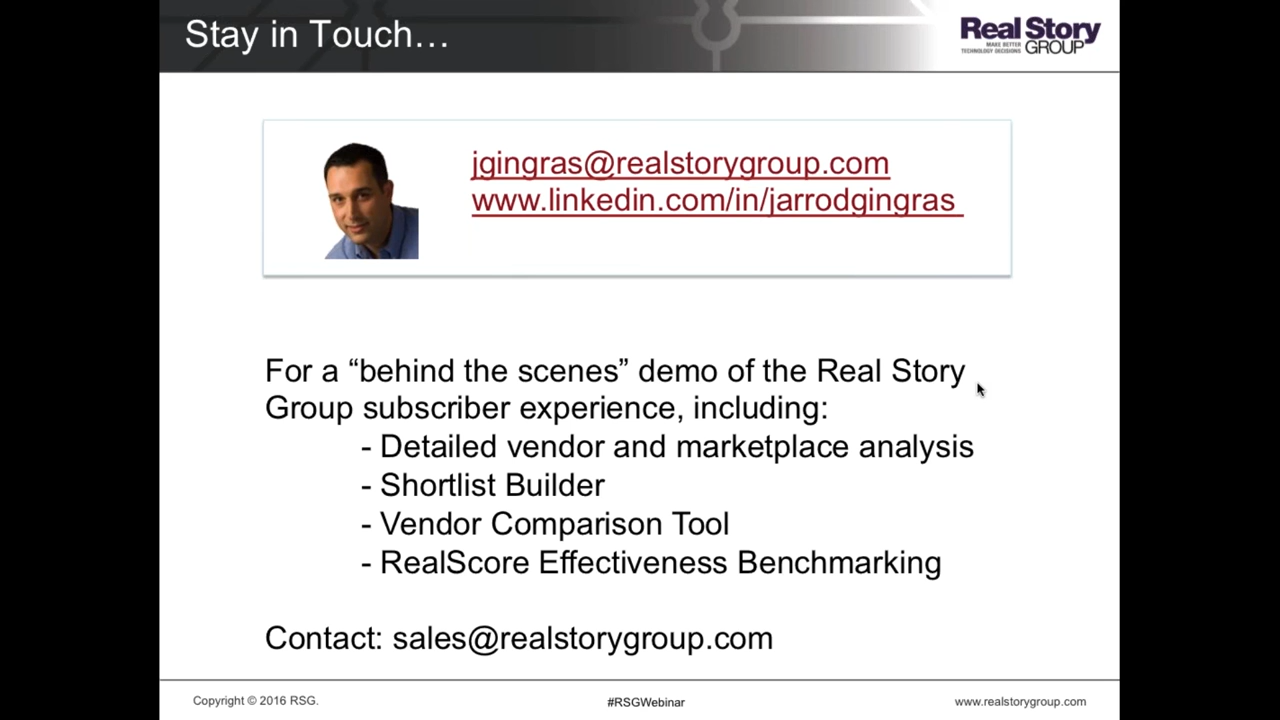 Stay in Touch…
Real Story
MAKE BETTER
TECHNOLOGY DECISIONS
GROUP
jgingras@realstorygroup.com
www.linkedin.com/in/jarrodgingras
For a “behind the scenes” demo of the Real Story
Group subscriber experience, including:
- Detailed vendor and marketplace analysis
- Shortlist Builder
- Vendor Comparison Tool
- RealScore Effectiveness Benchmarking
Contact: sales@realstorygroup.com
Copyright © 2016 RSG.
#RSGWebinar
www.realstorygroup.com